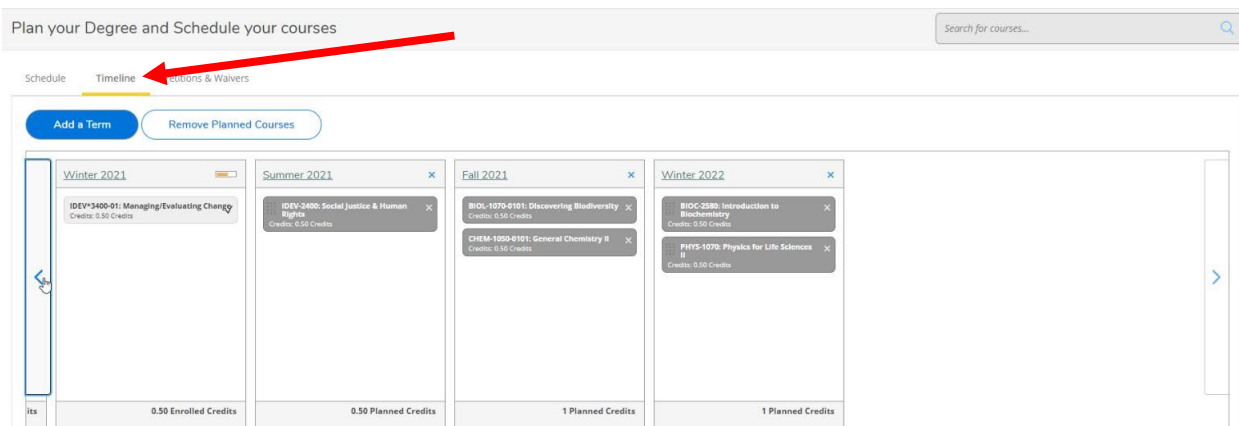 Plan your Degree and Schedule your courses
Search for courses...
Schedule Timeline etitions & Waivers
Add a Term Remove Planned Courses
Winter 2021
IDEV*3400-01: Managing/Evaluating Change
Credits: 0.50 Credits
0.50 Enrolled Credits
Summer 2021
IDEV-2400: Social Justice & Human
Rights
Credits: 0.50 Credits
0.50 Planned Credits
Fall 2021
BIOL-1070-0101: Discovering Biodiversity
Credits: 0.50 Credits
CHEM-1050-0101: General Chemistry II
Credits: 0.50 Credits
1 Planned Credits
Winter 2022
BIOC-2580: Introduction to
Biochemistry
Credits: 0.50 Credits
PHYS-1070: Physics for Life Sciences
II
Credits: 0.50 Credits
1 Planned Credits
its